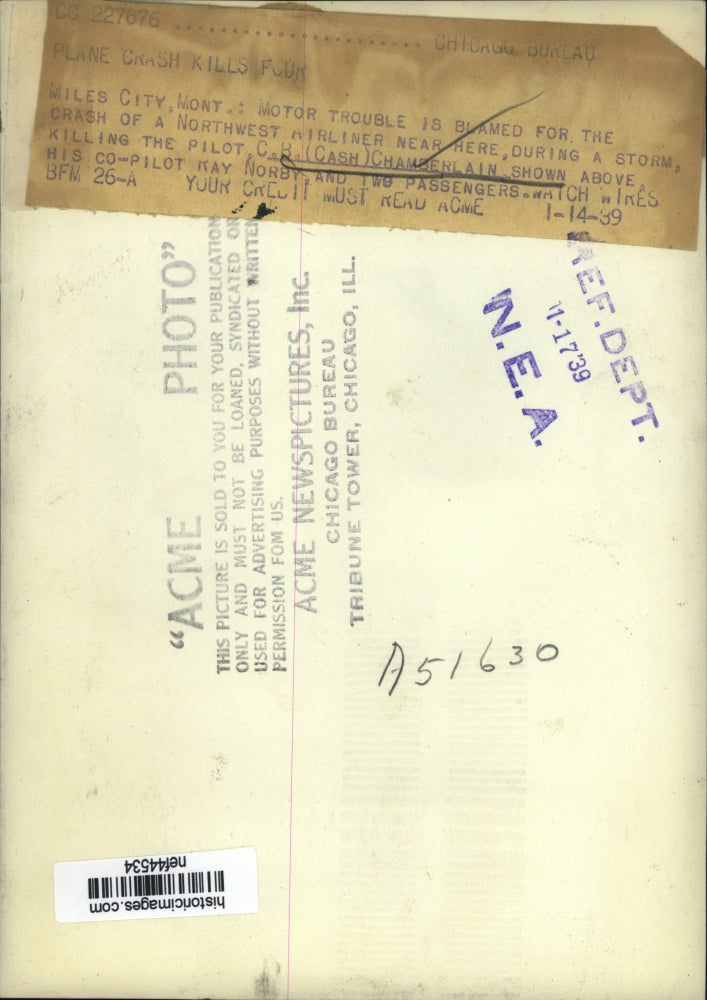 CC 227676 CHICAGO BUREAU
PLANE CRASH KILLS FOUR
MILES CITY, MONT.: MOTOR TROUBLE IS BLAMED FOR THE
CRASH OF A NORTHWEST AIRLINER NEAR HERE, DURING A STORM,
KILLING THE PILOT, C.B. (CASH) CHAMBERLAIN, SHOWN ABOVE,
HIS CO-PILOT RAY NORBY, AND TWO PASSENGERS. WATCH WIRES
BFM 26-A YOUR CREDIT MUST READ ACME 1-14-39
REF. DEPT.
1-17 39
N.E.A.
"ACME PHOTO"
THIS PICTURE IS SOLD TO YOU FOR YOUR PUBLICATION
ONLY AND MUST NOT BE LOANED, SYNDICATED OR
USED FOR ADVERTISING PURPOSES WITHOUT WRITTEN
PERMISSION FOM US.
ACME NEWSPICTURES, Inc.
CHICAGO BUREAU
TRIBUNE TOWER, CHICAGO, ILL.
A51630
historicimages.com
nef44534